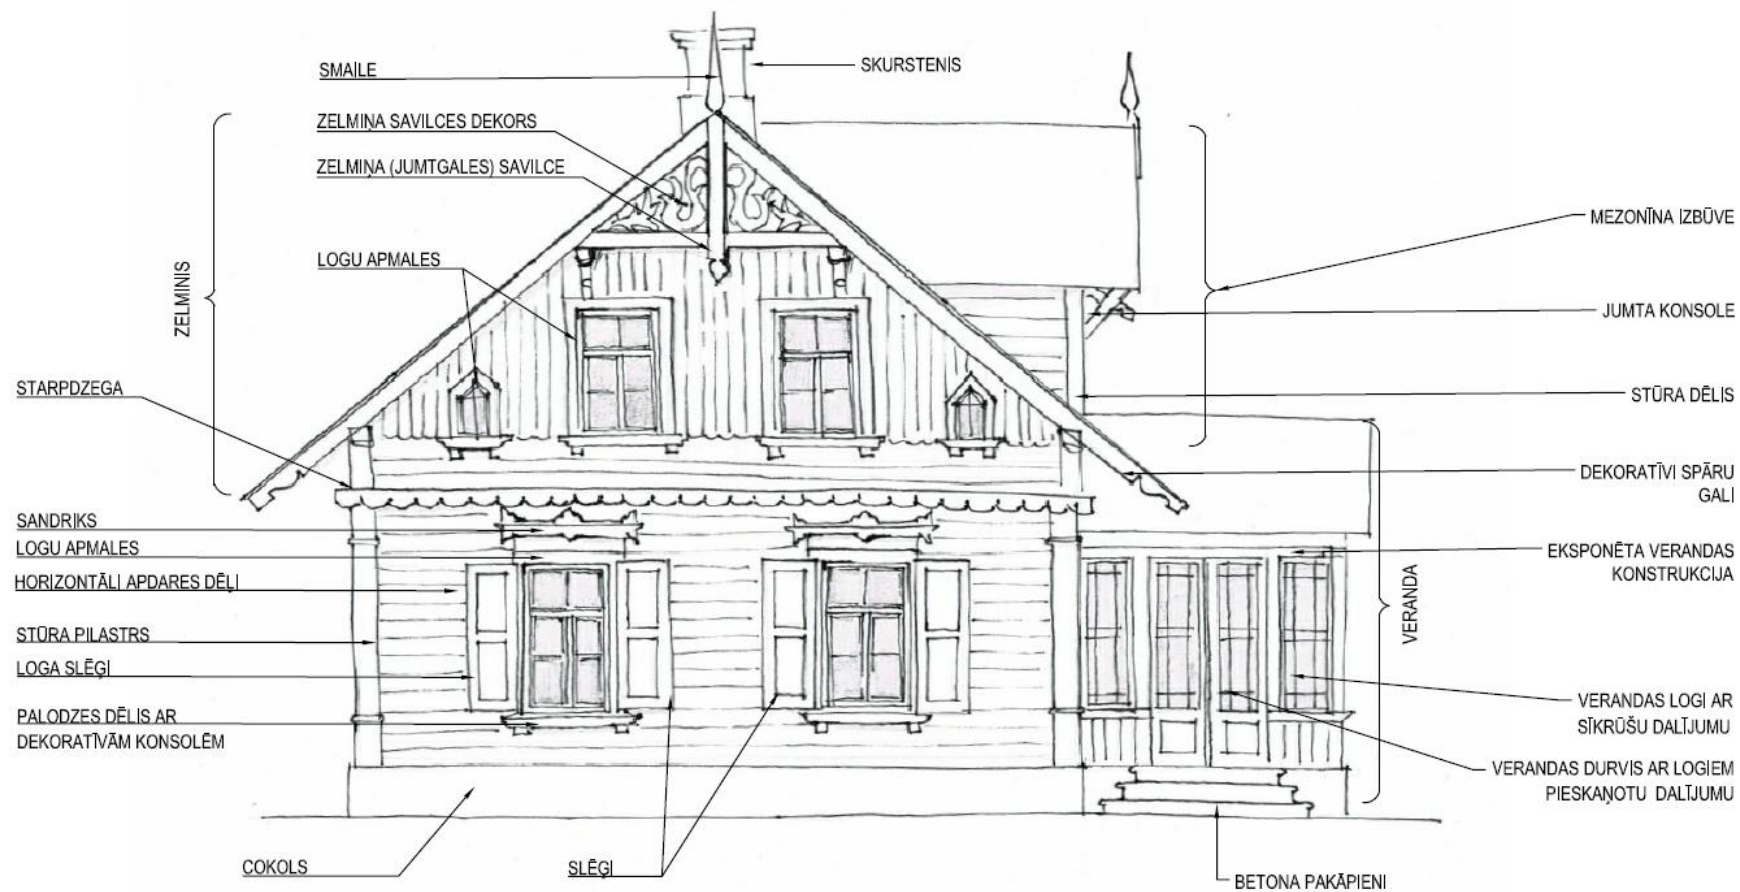 SMAILE
SKURSTENIS
ZELMIŅA SAVILCES DEKORS
ZELMIŅA (JUMTGALES) SAVILCE
LOGU APMALES
ZELMINIS
STARPDZEGA
SANDRIKS
LOGU APMALES
HORIZONTĀLI APDARES DĒĻI
STŪRA PILASTRS
LOGA SLĒĢI
PALODZES DĒLIS AR
DEKORATĪVĀM KONSOLĒM
COKOLS
SLĒĢI
MEZONĪNA IZBŪVE
JUMTA KONSOLE
STŪRA DĒLIS
DEKORATĪVI SPĀRU
GALI
EKSPONĒTA VERANDAS
KONSTRUKCIJA
VERANDA
VERANDAS LOGI AR
SĪKRŪŠU DALĪJUMU
VERANDAS DURVIS AR LOGIEM
PIESKAŅOTU DALĪJUMU
BETONA PAKĀPIENI